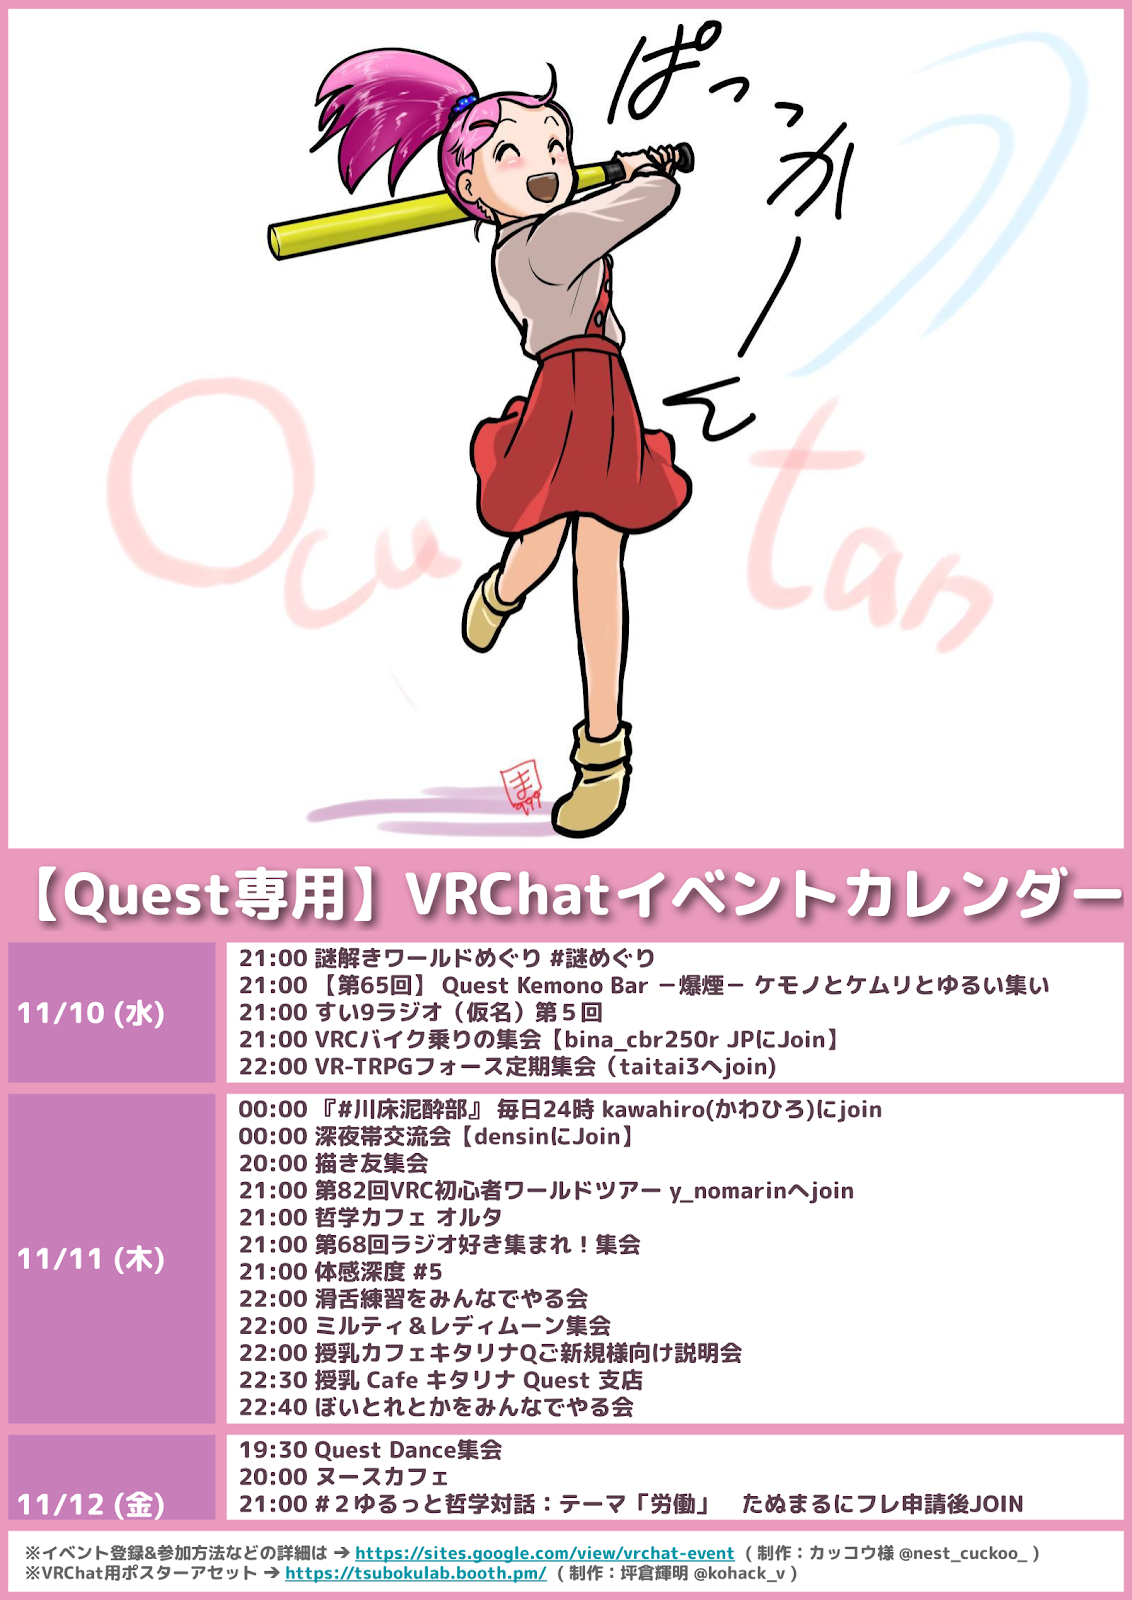 ぱっっかーん
Ocu tan
ま
999
【Quest専用】VRChatイベントカレンダー
11/10 (水)
21:00 謎解きワールドめぐり #謎めぐり
21:00 【第65回】 Quest Kemono Bar －爆煙－ ケモノとケムリとゆるい集い
21:00 すい9ラジオ（仮名）第５回
21:00 VRCバイク乗りの集会【bina_cbr250r JPにJoin】
22:00 VR-TRPGフォース定期集会（taitai3へjoin)
11/11 (木)
00:00 『#川床泥酔部』 毎日24時 kawahiro(かわひろ)にjoin
00:00 深夜帯交流会【densinにJoin】
20:00 描き友集会
21:00 第82回VRC初心者ワールドツアー y_nomarinへjoin
21:00 哲学カフェ オルタ
21:00 第68回ラジオ好き集まれ！集会
21:00 体感深度 #5
22:00 滑舌練習をみんなでやる会
22:00 ミルティ＆レディムーン集会
22:00 授乳カフェキタリナQご新規様向け説明会
22:30 授乳 Cafe キタリナ Quest 支店
22:40 ぼいとれとかをみんなでやる会
11/12 (金)
19:30 Quest Dance集会
20:00 ヌースカフェ
21:00 #２ゆるっと哲学対話：テーマ「労働」　たぬまるにフレ申請後JOIN
※イベント登録&参加方法などの詳細は ➔ https://sites.google.com/view/vrchat-event （ 制作：カッコウ様 @nest_cuckoo_ ）
※VRChat用ポスターアセット ➔ https://tsubokulab.booth.pm/ （ 制作：坪倉輝明 @kohack_v ）